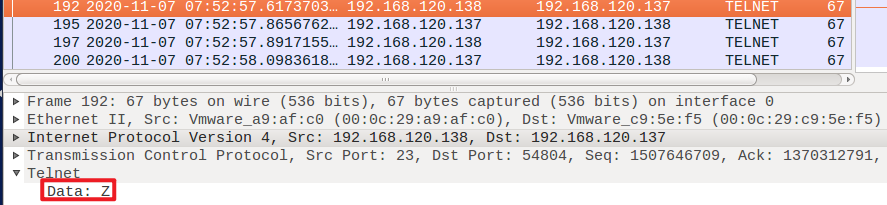 192 2020-11-07 07:52:57.6173703… 192.168.120.138 192.168.120.137 TELNET 67
195 2020-11-07 07:52:57.8656762… 192.168.120.137 192.168.120.138 TELNET 67
197 2020-11-07 07:52:57.8917155… 192.168.120.138 192.168.120.137 TELNET 67
200 2020-11-07 07:52:58.0983618… 192.168.120.137 192.168.120.138 TELNET 67
Frame 192: 67 bytes on wire (536 bits), 67 bytes captured (536 bits) on interface 0
Ethernet II, Src: Vmware_a9:af:c0 (00:0c:29:a9:af:c0), Dst: Vmware_c9:5e:f5 (00:0c:29:c9:5e:f5)
Internet Protocol Version 4, Src: 192.168.120.138, Dst: 192.168.120.137
Transmission Control Protocol, Src Port: 23, Dst Port: 54804, Seq: 1507646709, Ack: 1370312791,
Telnet
Data: Z